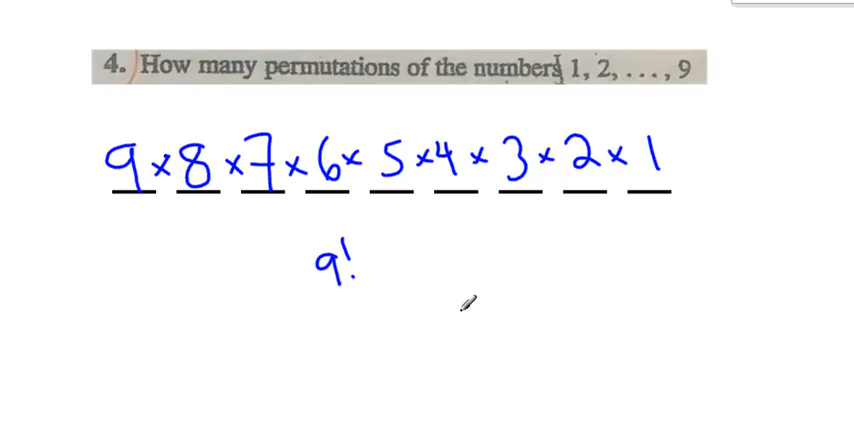 4. How many permutations of the numbers 1, 2, ..., 9
9 × 8 × 7 × 6 × 5 × 4 × 3 × 2 × 1
9!